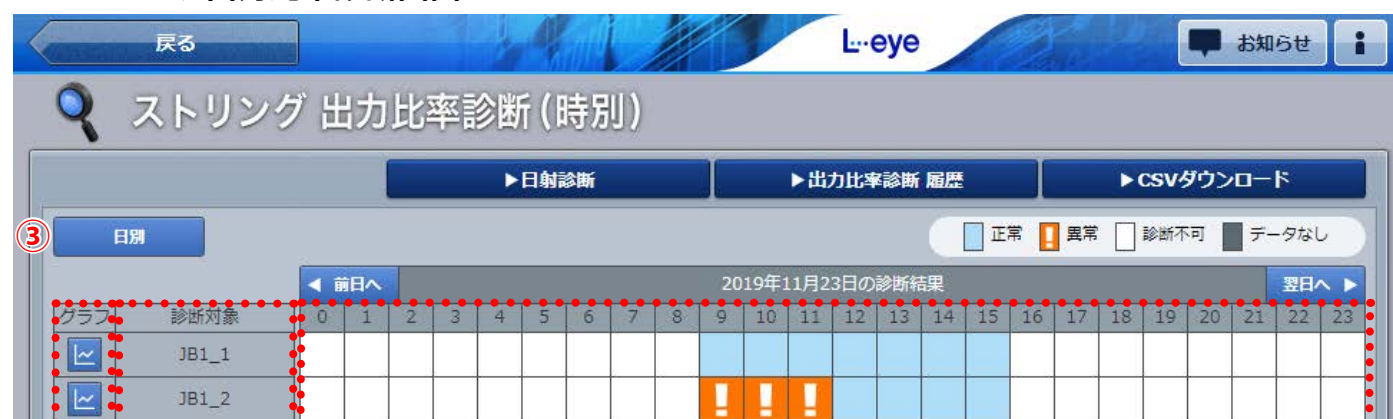 戻る
L・eye
お知らせ
i
ストリング 出力比率診断(時別)
▶日射診断
▶出力比率診断 履歴
▶CSVダウンロード
③
日別
正常
! 異常
診断不可
データなし
◀ 前日へ
2019年11月23日の診断結果
翌日へ ▶
グラフ 診断対象 0 1 2 3 4 5 6 7 8 9 10 11 12 13 14 15 16 17 18 19 20 21 22 23
JB1_1
JB1_2 ! ! !